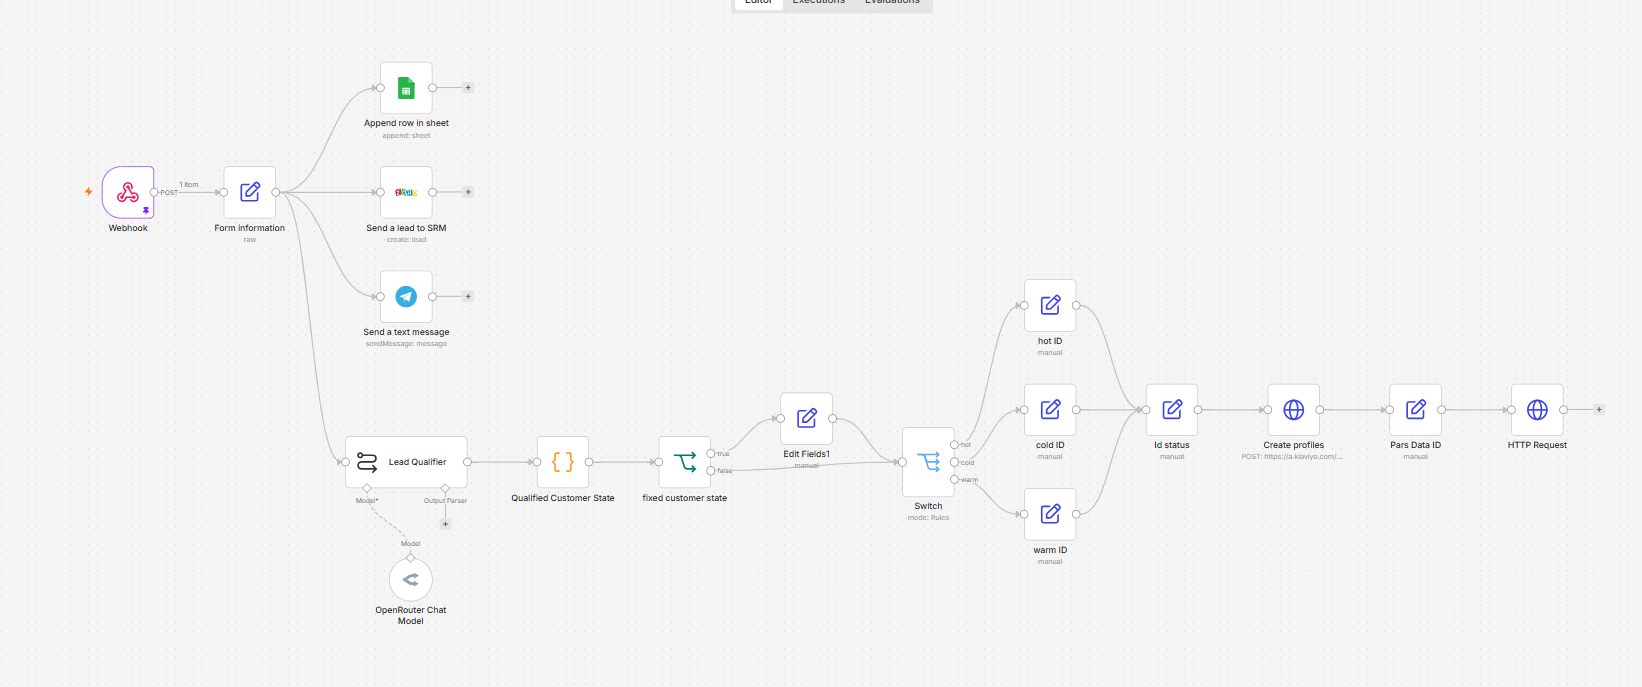 Editor Executions Evaluations
Append row in sheet
append: sheet
POST
1 item
Webhook
Form information
raw
Send a lead to SRM
create: lead
Send a text message
sendMessage: message
hot ID
manual
Lead Qualifier
Model*
Output Parser
Model
OpenRouter Chat
Model
Qualified Customer State
true
false
fixed customer state
Edit Fields1
manual
hot
cold
warm
Switch
mode: Rules
cold ID
manual
warm ID
manual
Id status
manual
Create profiles
POST: https://a.klaviyo.com/...
Pars Data ID
manual
HTTP Request